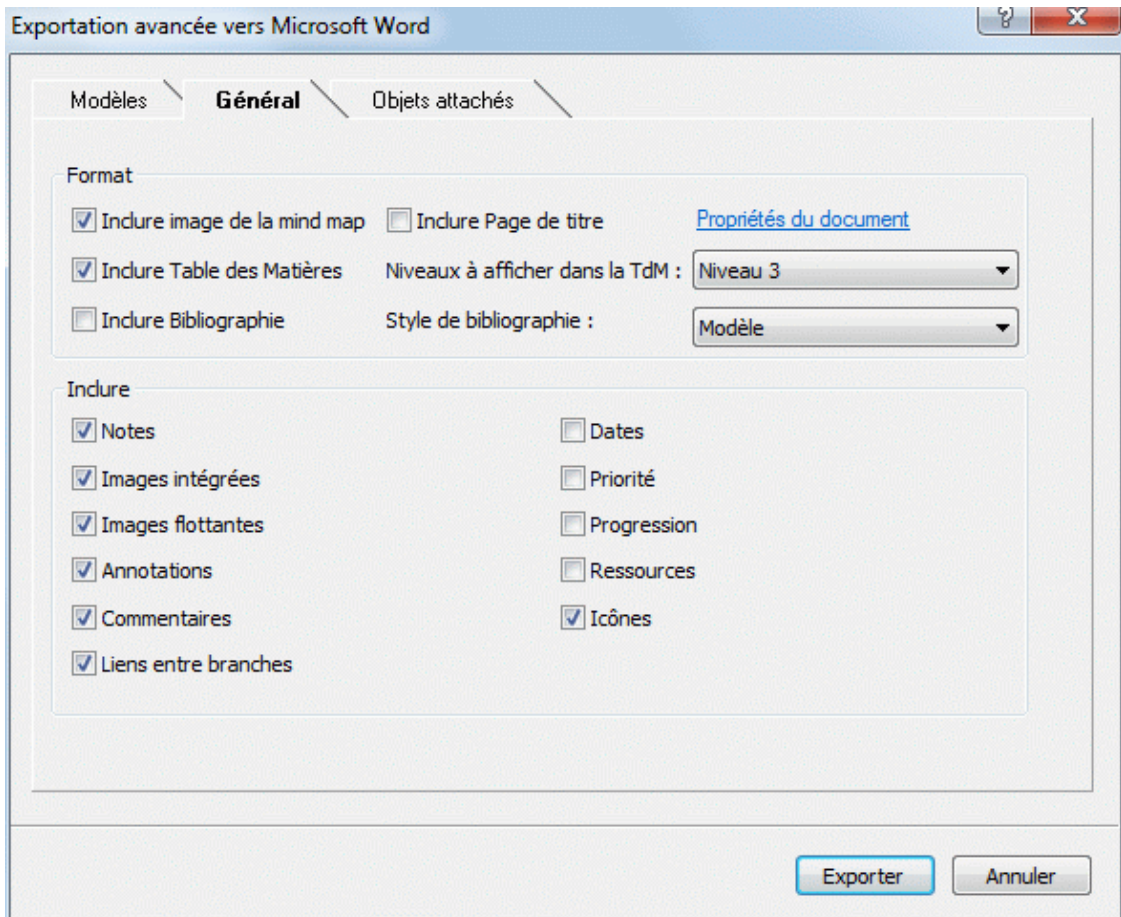 Exportation avancée vers Microsoft Word
Modèles Général Objets attachés
Format
Inclure image de la mind map Inclure Page de titre Propriétés du document
Inclure Table des Matières Niveaux à afficher dans la TdM : Niveau 3
Inclure Bibliographie Style de bibliographie : Modèle
Inclure
Notes Dates
Images intégrées Priorité
Images flottantes Progression
Annotations Ressources
Commentaires Icônes
Liens entre branches
Exporter Annuler